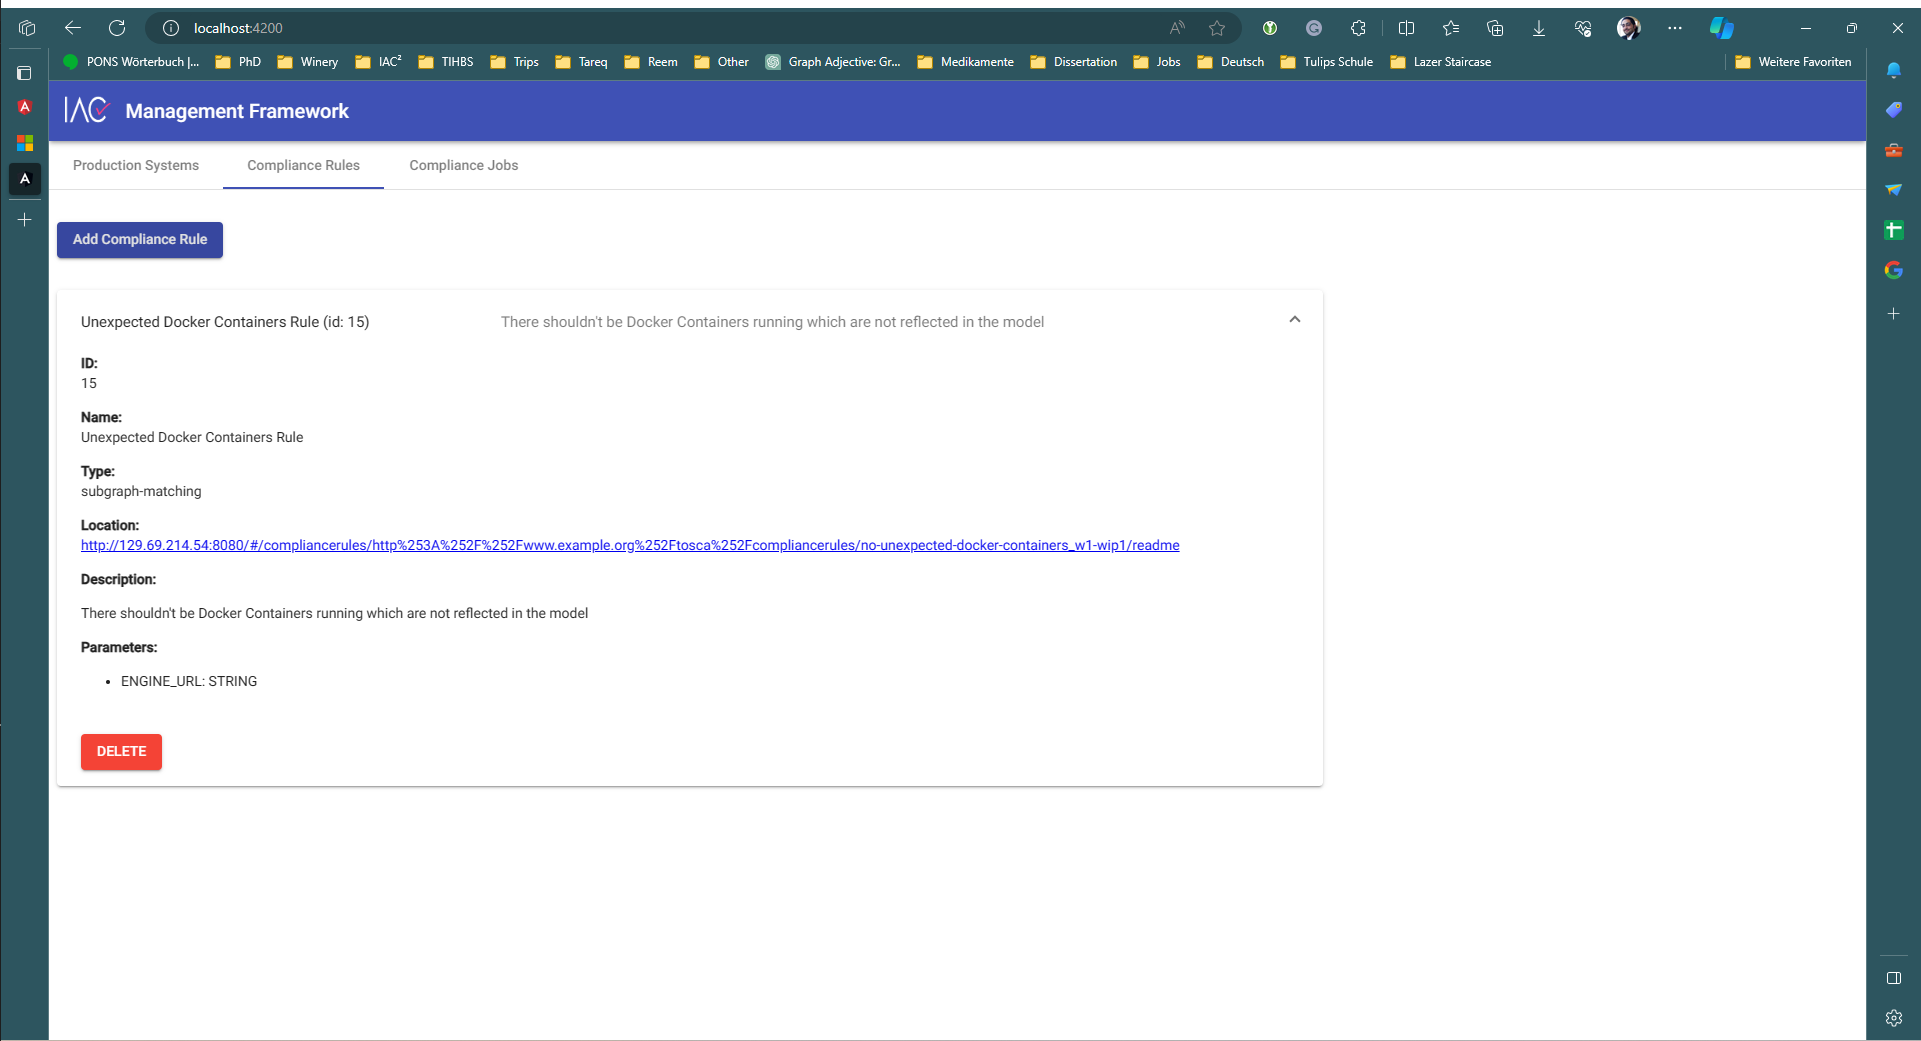 localhost:4200
PONS Wörterbuch |... PhD Winery IAC² TIHBS Trips Tareq Reem Other Graph Adjective: Gr... Medikamente Dissertation Jobs Deutsch Tulips Schule Lazer Staircase Weitere Favoriten
IAC Management Framework
Production Systems Compliance Rules Compliance Jobs
Add Compliance Rule
Unexpected Docker Containers Rule (id: 15) There shouldn't be Docker Containers running which are not reflected in the model
ID:
15
Name:
Unexpected Docker Containers Rule
Type:
subgraph-matching
Location:
http://129.69.214.54:8080/#/compliancerules/http%253A%252F%252Fwww.example.org%252Ftosca%252Fcompliancerules/no-unexpected-docker-containers_w1-wip1/readme
Description:
There shouldn't be Docker Containers running which are not reflected in the model
Parameters:
• ENGINE_URL: STRING
DELETE